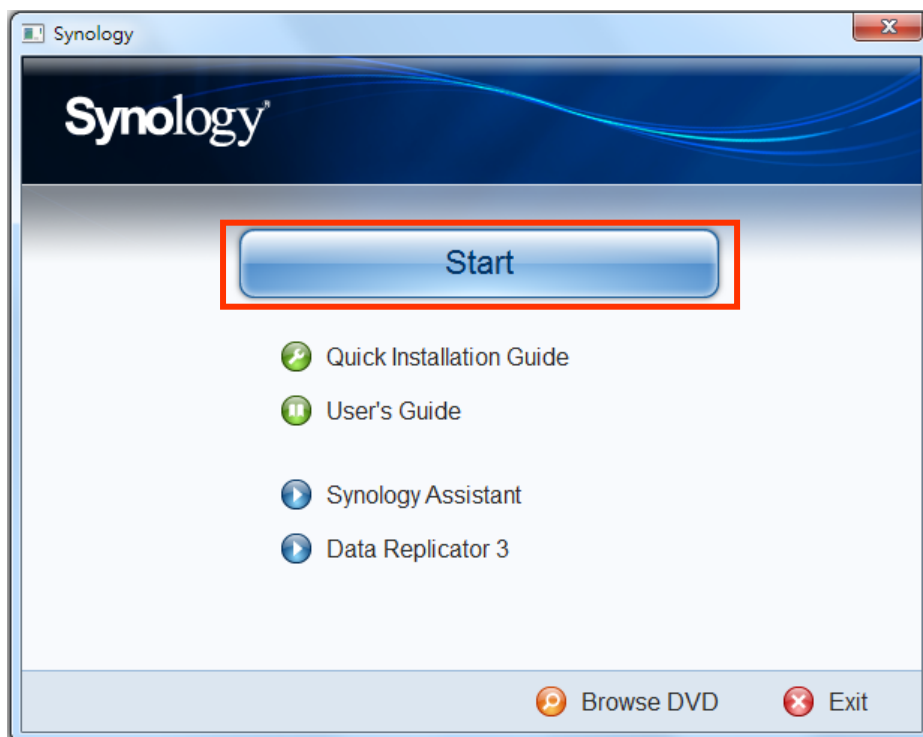 Synology
Synology
Start
Quick Installation Guide
User's Guide
Synology Assistant
Data Replicator 3
Browse DVD
Exit